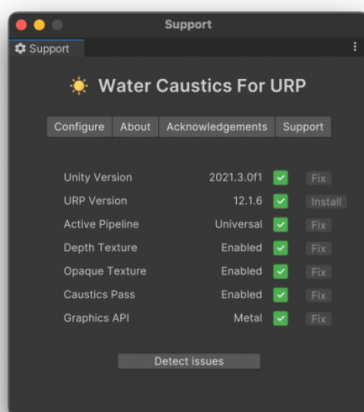 Support
Support
Water Caustics For URP
Configure About Acknowledgements Support
Unity Version 2021.3.0f1 Fix
URP Version 12.1.6 Install
Active Pipeline Universal Fix
Depth Texture Enabled Fix
Opaque Texture Enabled Fix
Caustics Pass Enabled Fix
Graphics API Metal Fix
Detect issues